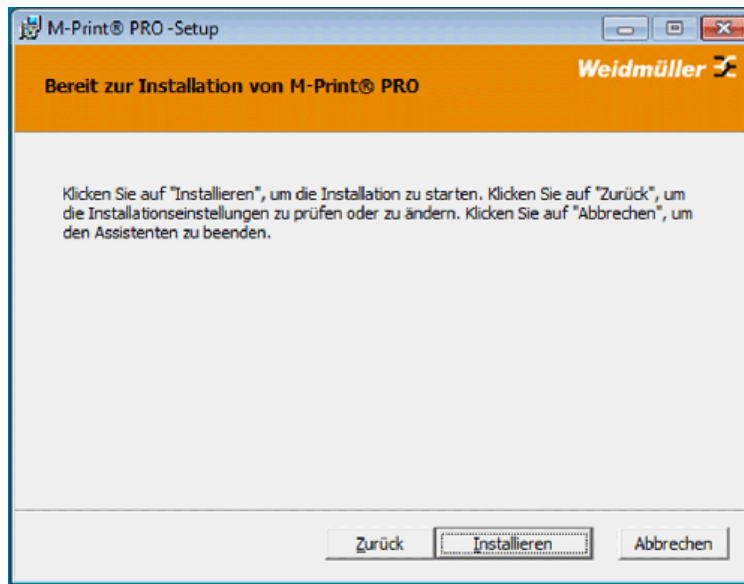 M-Print® PRO -Setup
Weidmüller
Bereit zur Installation von M-Print® PRO
Klicken Sie auf "Installieren", um die Installation zu starten. Klicken Sie auf "Zurück", um
die Installationseinstellungen zu prüfen oder zu ändern. Klicken Sie auf "Abbrechen", um
den Assistenten zu beenden.
Zurück
Installieren
Abbrechen